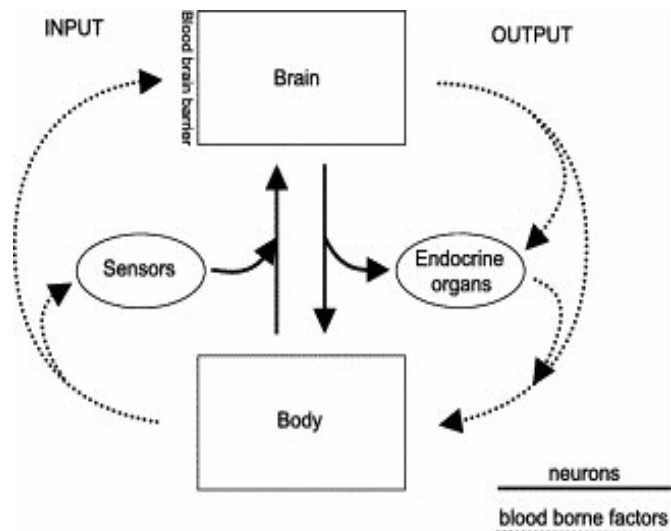 INPUT
OUTPUT
Blood brain barrier
Brain
Sensors
Endocrine
organs
Body
neurons
blood borne factors